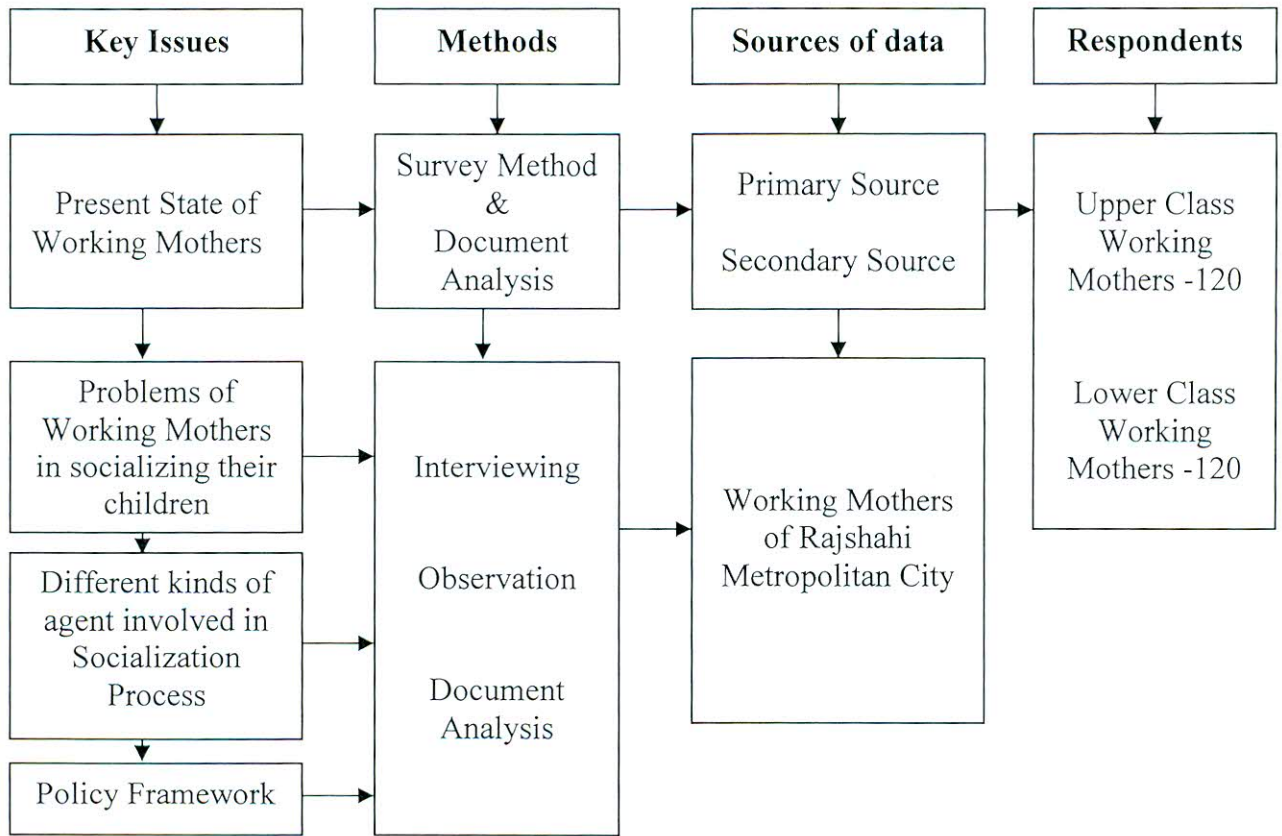 Key Issues
Methods
Sources of data
Respondents
Present State of
Working Mothers
Survey Method
&
Document
Analysis
Primary Source
Secondary Source
Upper Class
Working
Mothers -120
Lower Class
Working
Mothers -120
Problems of
Working Mothers
in socializing their
children
Different kinds of
agent involved in
Socialization
Process
Policy Framework
Interviewing
Observation
Document
Analysis
Working Mothers
of Rajshahi
Metropolitan City